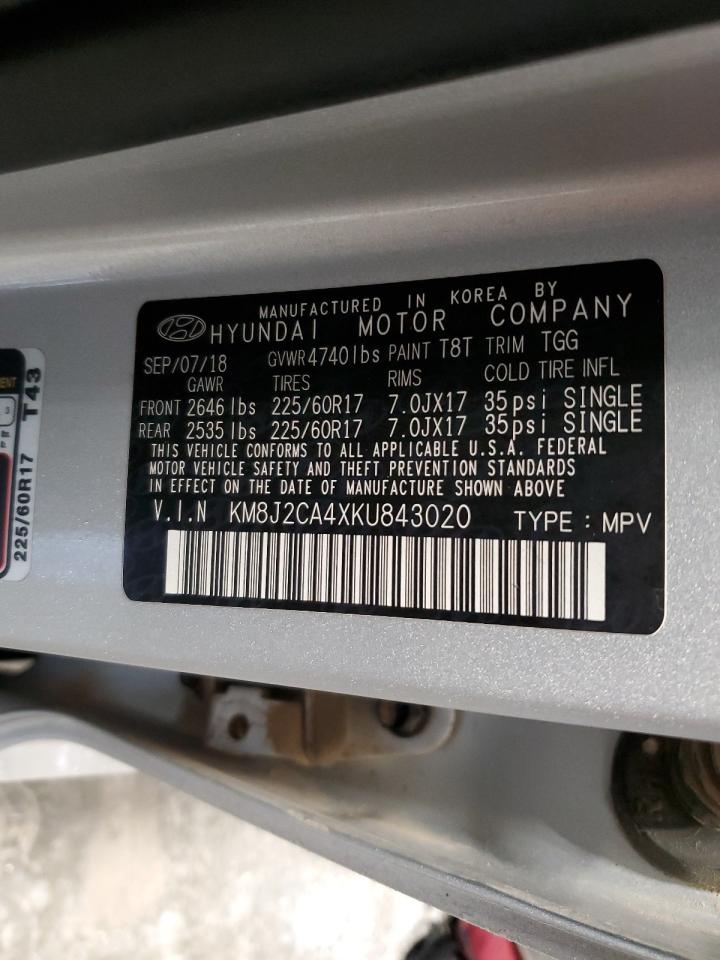 MANUFACTURED IN KOREA BY
HYUNDAI MOTOR COMPANY
SEP/07/18 GVWR 4740 lbs PAINT T8T TRIM TGG
GAWR TIRES RIMS COLD TIRE INFL
FRONT 2646 lbs 225/60R17 7.0JX17 35psi SINGLE
REAR 2535 lbs 225/60R17 7.0JX17 35psi SINGLE
THIS VEHICLE CONFORMS TO ALL APPLICABLE U.S.A. FEDERAL
MOTOR VEHICLE SAFETY AND THEFT PREVENTION STANDARDS
IN EFFECT ON THE DATE OF MANUFACTURE SHOWN ABOVE
V.I.N KM8J2CA4XKU843020 TYPE : MPV
225/60R17 T43